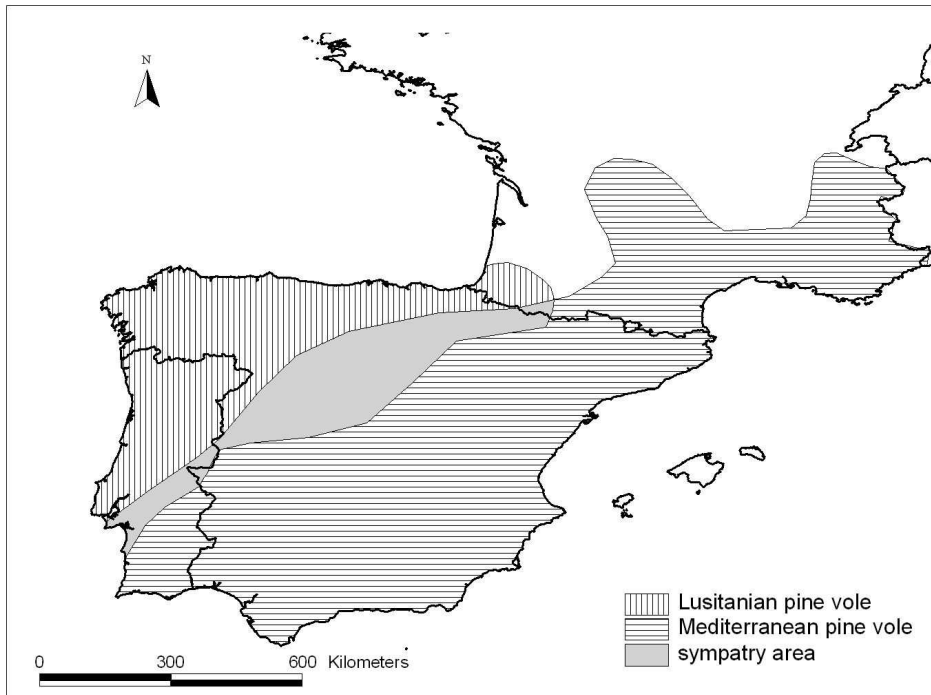 N
Lusitanian pine vole
Mediterranean pine vole
sympatry area
0 300 600 Kilometers